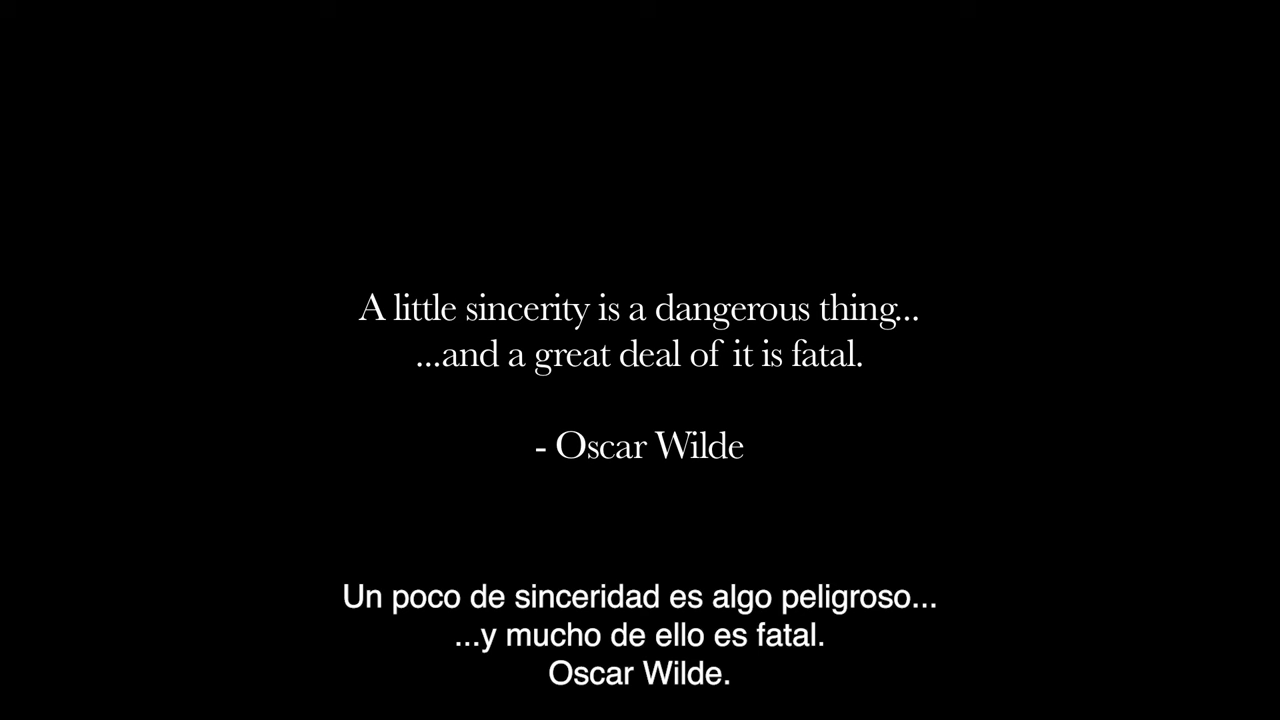 A little sincerity is a dangerous thing...
...and a great deal of it is fatal.
- Oscar Wilde
Un poco de sinceridad es algo peligroso...
...y mucho de ello es fatal.
Oscar Wilde.